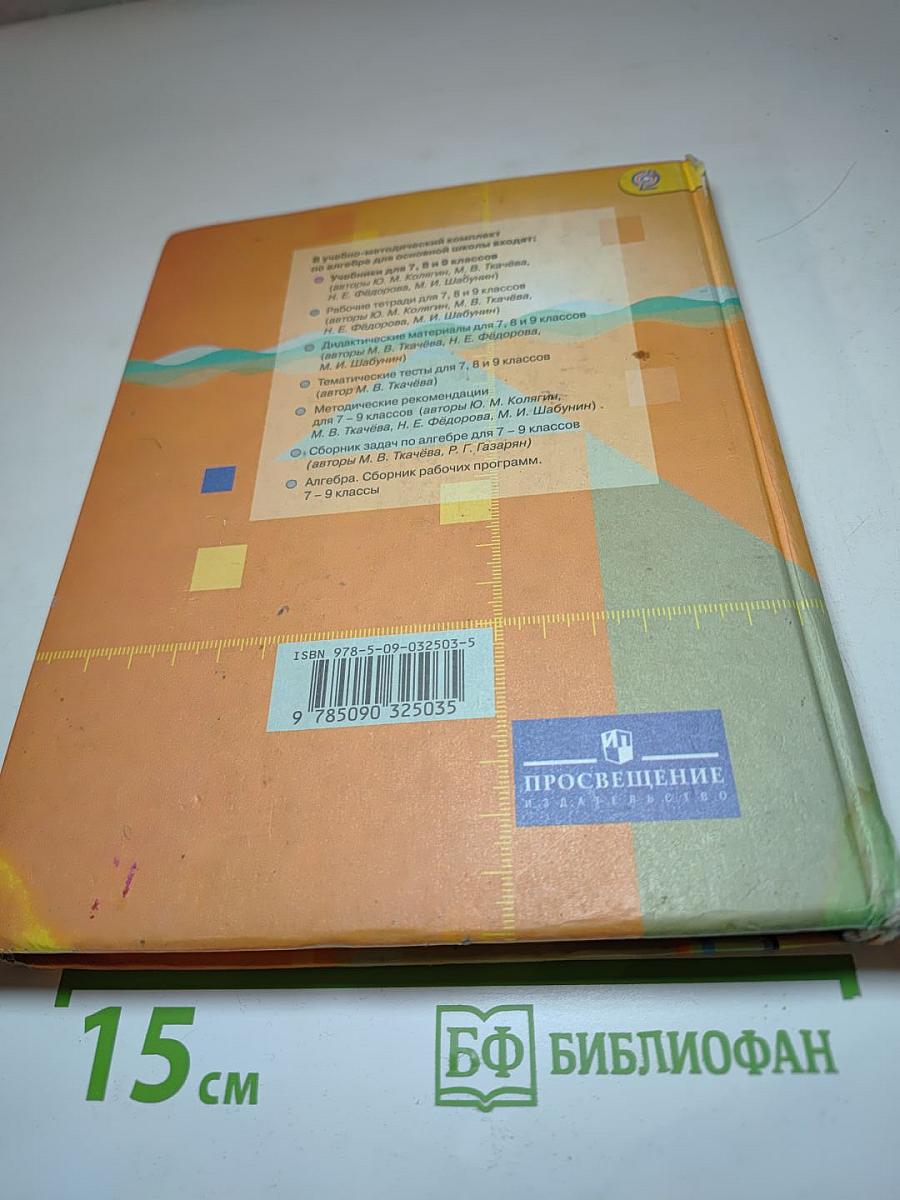 В учебно-методический комплект
по алгебре для основной школы входят:
Учебники для 7, 8 и 9 классов
(авторы Ю. М. Колягин, М. В. Ткачёва,
Н. Е. Фёдорова, М. И. Шабунин)
Рабочие тетради для 7, 8 и 9 классов
(авторы Ю. М. Колягин, М. В. Ткачёва,
Н. Е. Фёдорова, М. И. Шабунин)
Дидактические материалы для 7, 8 и 9 классов
(авторы М. В. Ткачёва, Н. Е. Фёдорова,
М. И. Шабунин)
Тематические тесты для 7, 8 и 9 классов
(автор М. В. Ткачёва)
Методические рекомендации
для 7 – 9 классов (авторы Ю. М. Колягин,
М. В. Ткачёва, Н. Е. Фёдорова, М. И. Шабунин) .
Сборник задач по алгебре для 7 – 9 классов
(авторы М. В. Ткачёва, Р. Г. Газарян)
Алгебра. Сборник рабочих программ.
7 – 9 классы
ISBN 978-5-09-032503-5
9 785090 325035
ИП
ПРОСВЕЩЕНИЕ
ИЗДАТЕЛЬСТВО
15 см
БФ БИБЛИОФАН